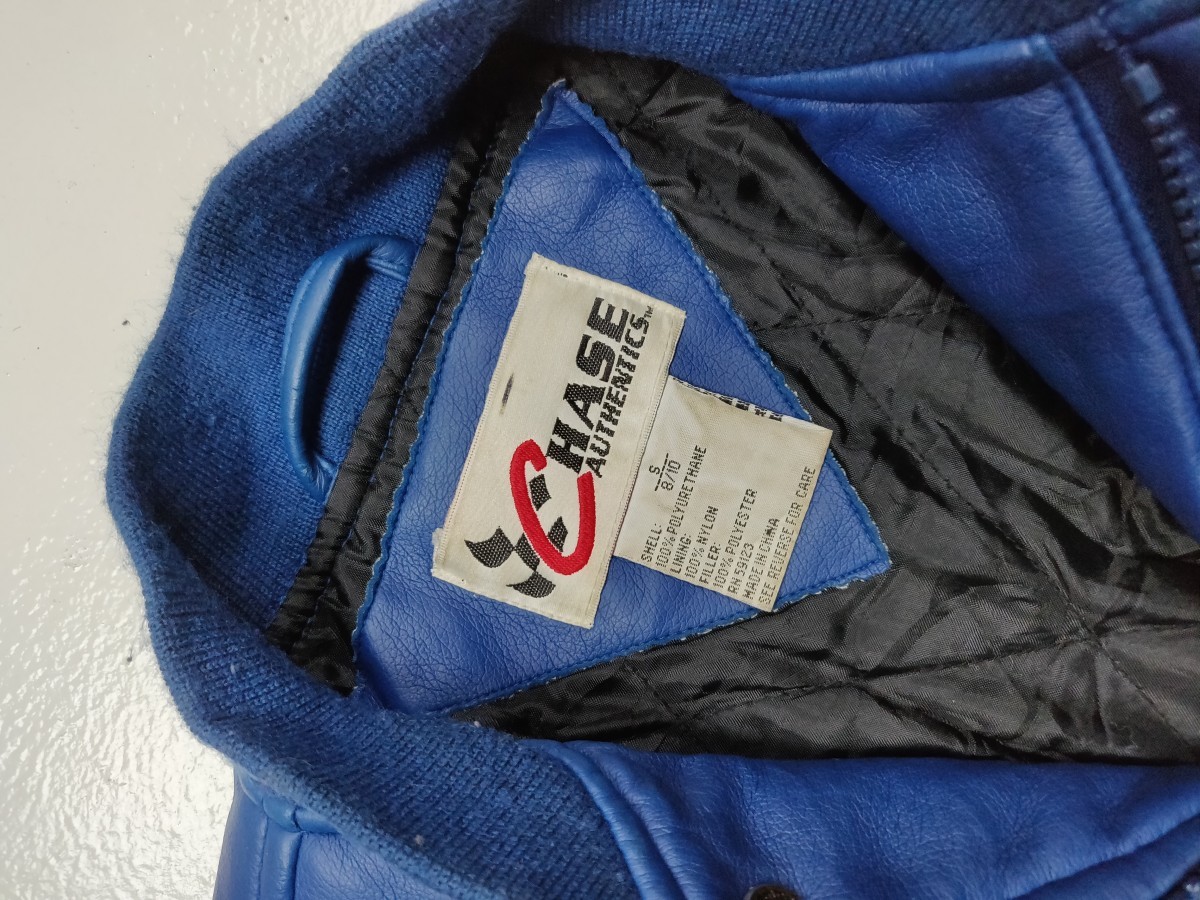 CHASE
AUTHENTICS™
S
8/10
SHELL:
100% POLYURETHANE
LINING:
100% NYLON
FILLER:
100% POLYESTER
RN 59123
MADE IN CHINA
SEE REVERSE FOR CARE